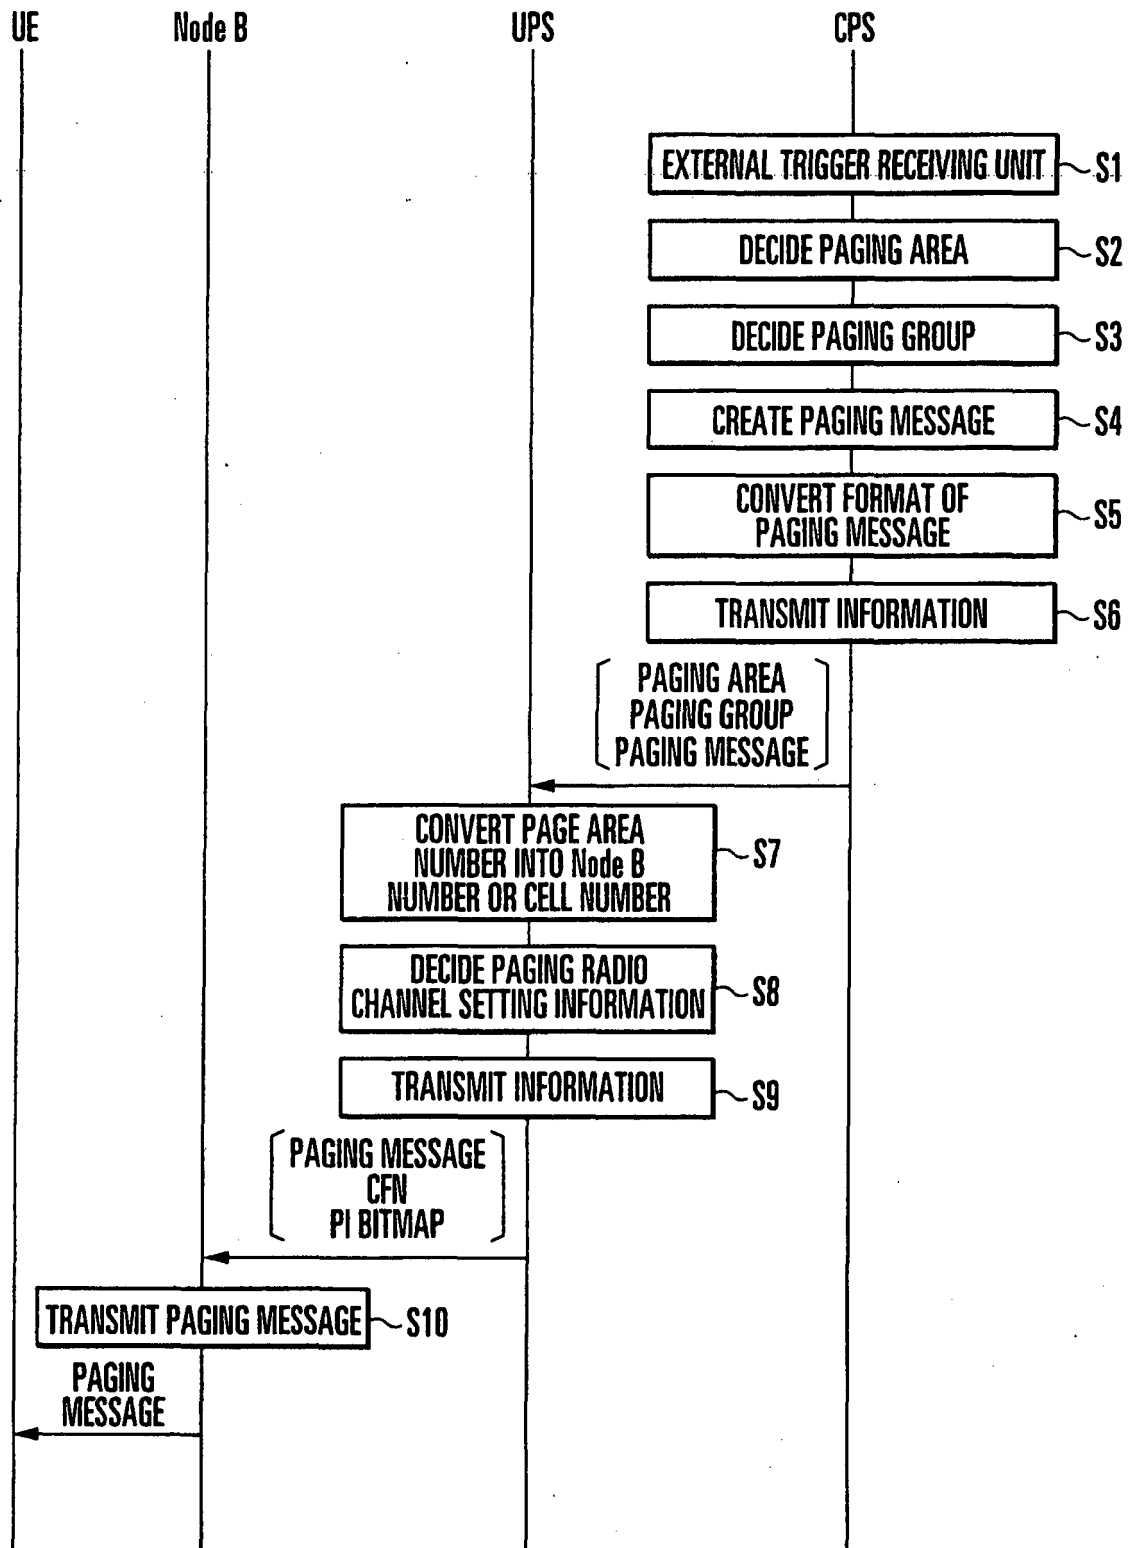 UE Node B UPS CPS
EXTERNAL TRIGGER RECEIVING UNIT S1
DECIDE PAGING AREA S2
DECIDE PAGING GROUP S3
CREATE PAGING MESSAGE S4
CONVERT FORMAT OF
PAGING MESSAGE
S5
TRANSMIT INFORMATION S6
PAGING AREA
PAGING GROUP
PAGING MESSAGE
CONVERT PAGE AREA
NUMBER INTO Node B
NUMBER OR CELL NUMBER
S7
DECIDE PAGING RADIO
CHANNEL SETTING INFORMATION
S8
TRANSMIT INFORMATION S9
PAGING MESSAGE
CFN
PI BITMAP
TRANSMIT PAGING MESSAGE S10
PAGING
MESSAGE